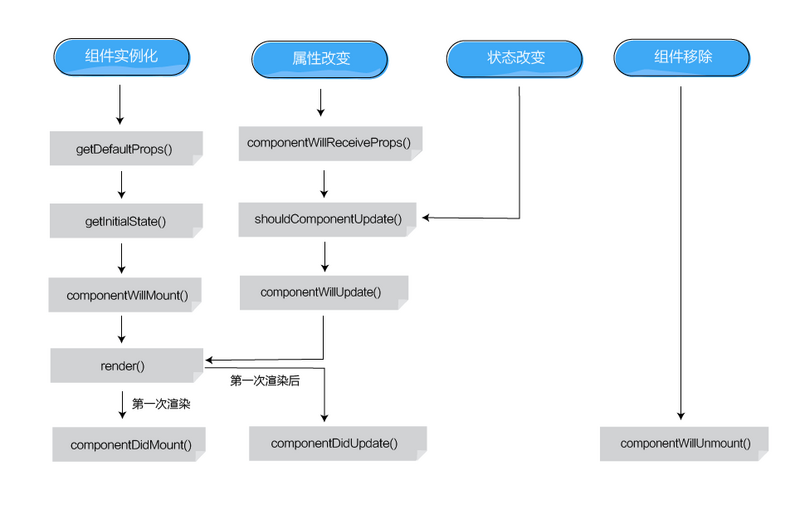 组件实例化
属性改变
状态改变
组件移除
getDefaultProps()
componentWillReceiveProps()
getInitialState()
shouldComponentUpdate()
componentWillMount()
componentWillUpdate()
render()
第一次渲染后
第一次渲染
componentDidMount()
componentDidUpdate()
componentWillUnmount()